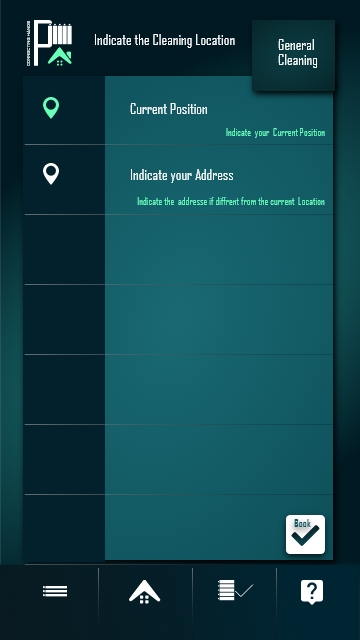 Indicate the Cleaning Location
General
Cleaning
Current Position
Indicate your Current Position
Indicate your Address
Indicate the addresse if diffrent from the current Location
Book